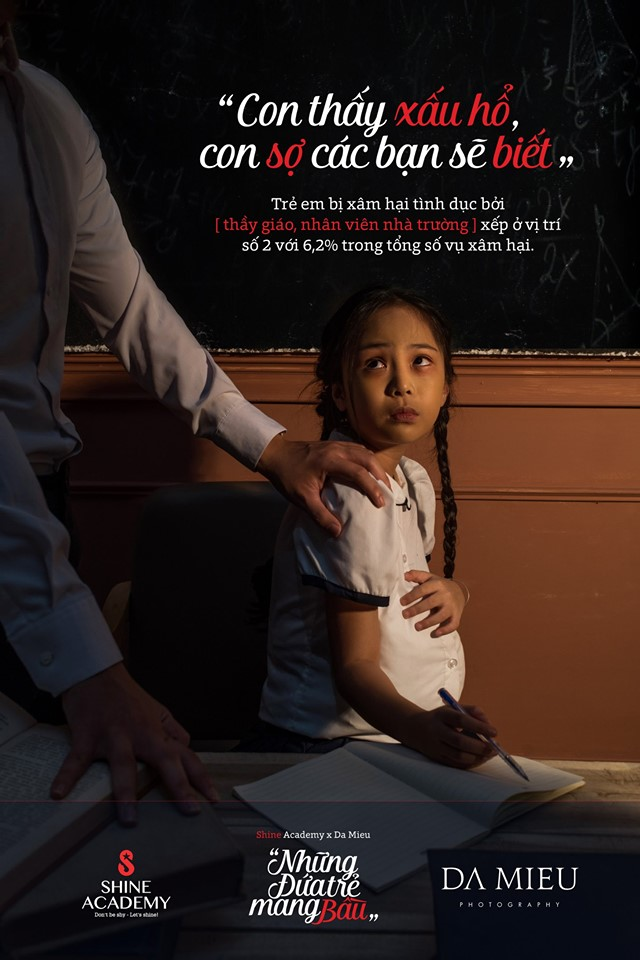 “Con thấy xấu hổ,
con sợ các bạn sẽ biết„
Trẻ em bị xâm hại tình dục bởi
[ thầy giáo, nhân viên nhà trường ] xếp ở vị trí
số 2 với 6,2% trong tổng số vụ xâm hại.
Shine Academy x Da Mieu
S
SHINE
ACADEMY
Don't be shy - Let's shine!
“Những
Đứa trẻ
mang Bầu„
DA MIEU
PHOTOGRAPHY